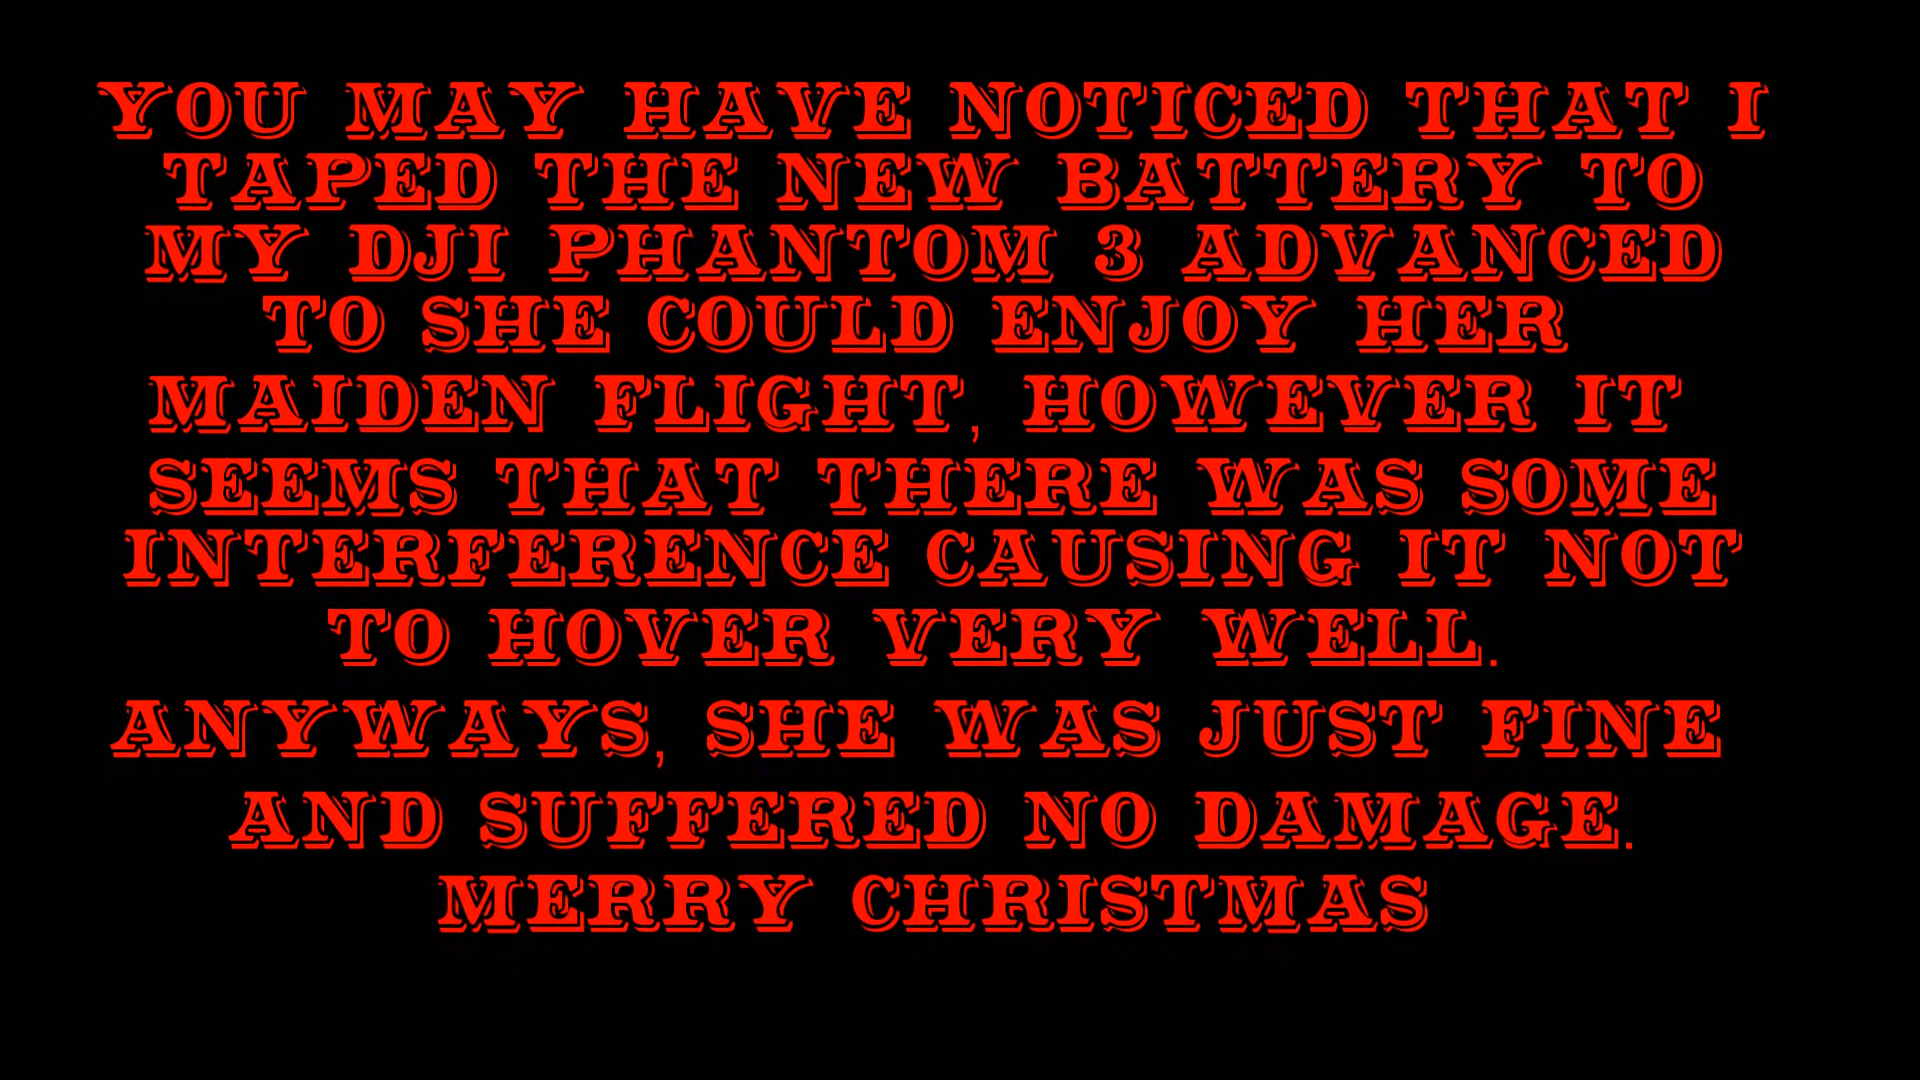 YOU MAY HAVE NOTICED THAT I
TAPED THE NEW BATTERY TO
MY DJI PHANTOM 3 ADVANCED
TO SHE COULD ENJOY HER
MAIDEN FLIGHT, HOWEVER IT
SEEMS THAT THERE WAS SOME
INTERFERENCE CAUSING IT NOT
TO HOVER VERY WELL.
ANYWAYS, SHE WAS JUST FINE
AND SUFFERED NO DAMAGE.
MERRY CHRISTMAS